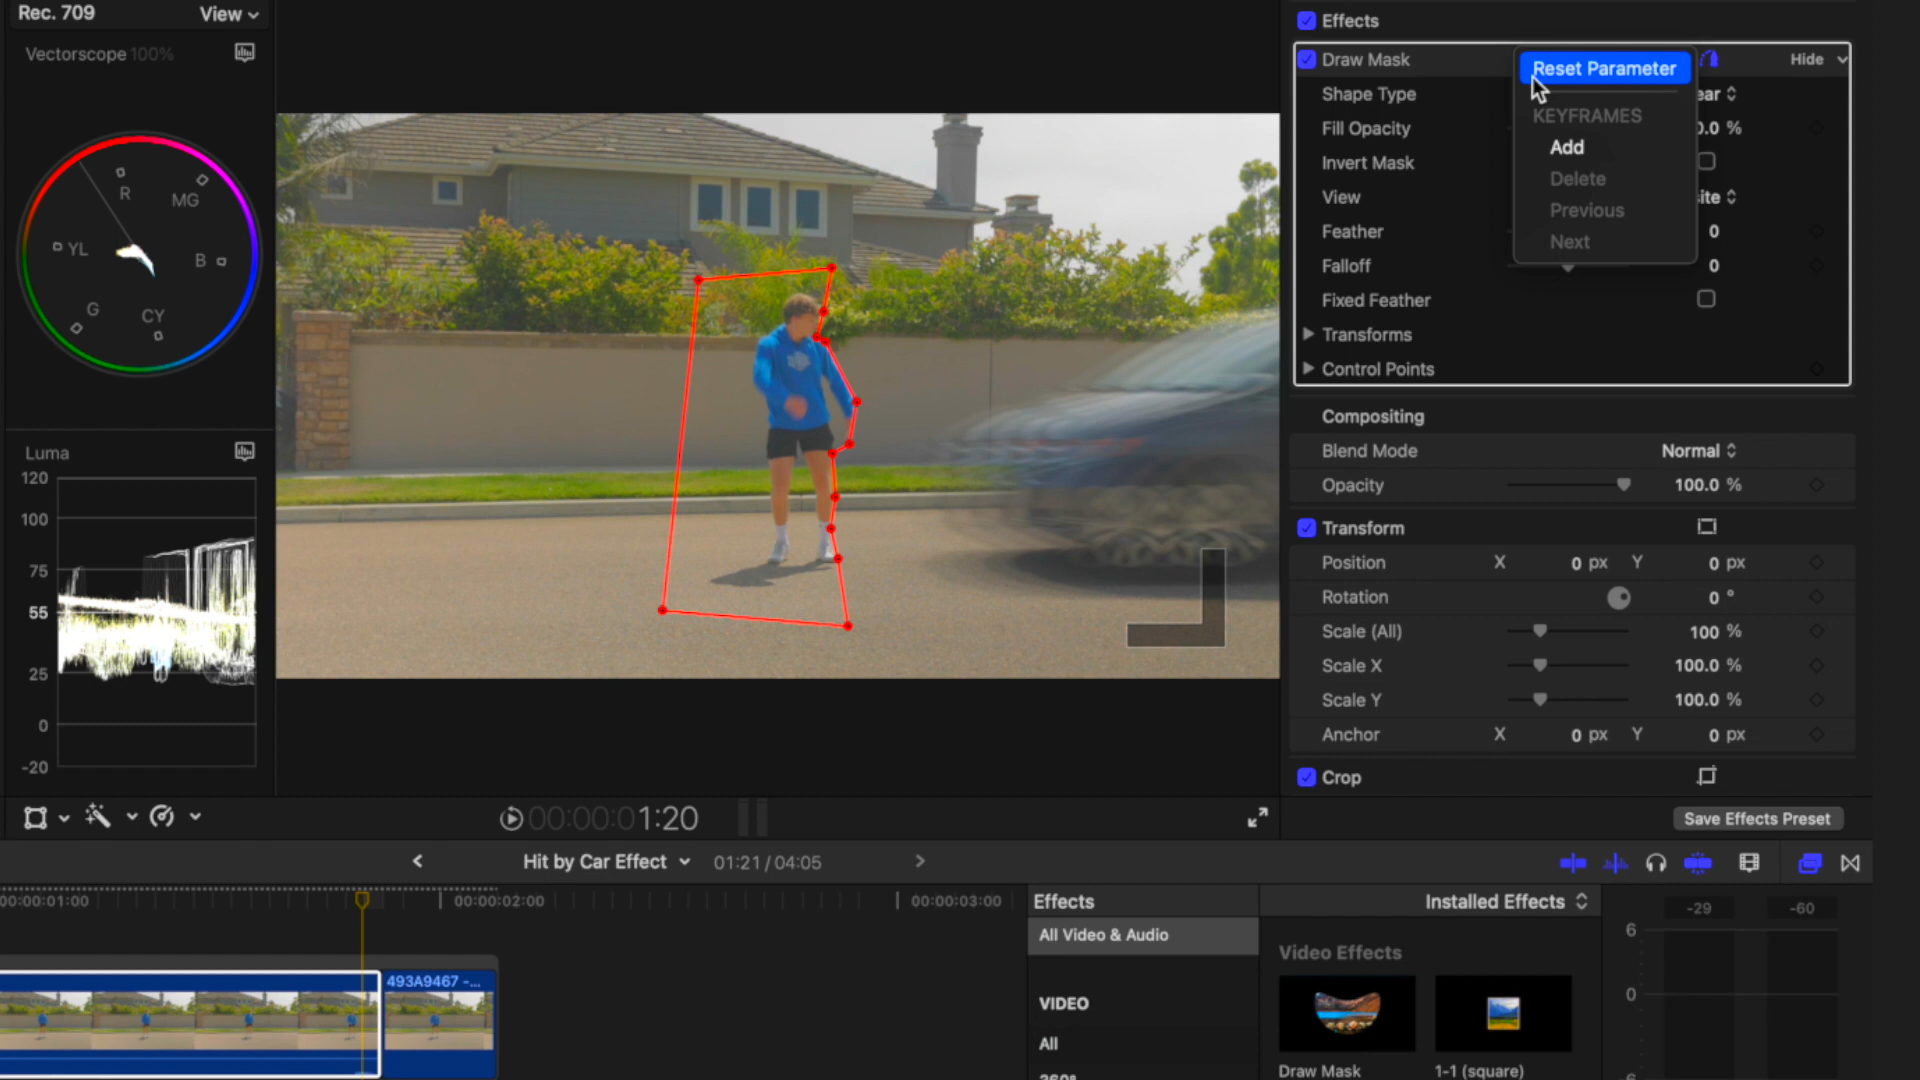 Rec. 709
View
Vectorscope 100%
R
MG
YL
B
G
CY
Luma
120
100
75
55
25
0
-20
Effects
Draw Mask
Hide
Reset Parameter
Shape Type
ear
KEYFRAMES
Fill Opacity
0.0 %
Add
Invert Mask
Delete
View
site
Previous
Feather
0
Next
Falloff
0
Fixed Feather
Transforms
Control Points
Compositing
Blend Mode
Normal
Opacity
100.0 %
Transform
Position
X
0 px
Y
0 px
Rotation
0 °
Scale (All)
100 %
Scale X
100.0 %
Scale Y
100.0 %
Anchor
X
0 px
Y
0 px
Crop
00:00:01:20
Save Effects Preset
Hit by Car Effect
01:21 / 04:05
00:00:01:00
00:00:02:00
00:00:03:00
Effects
Installed Effects
-29
-60
All Video & Audio
6
Video Effects
493A9467 -...
0
VIDEO
All
360°
Draw Mask
1-1 (square)